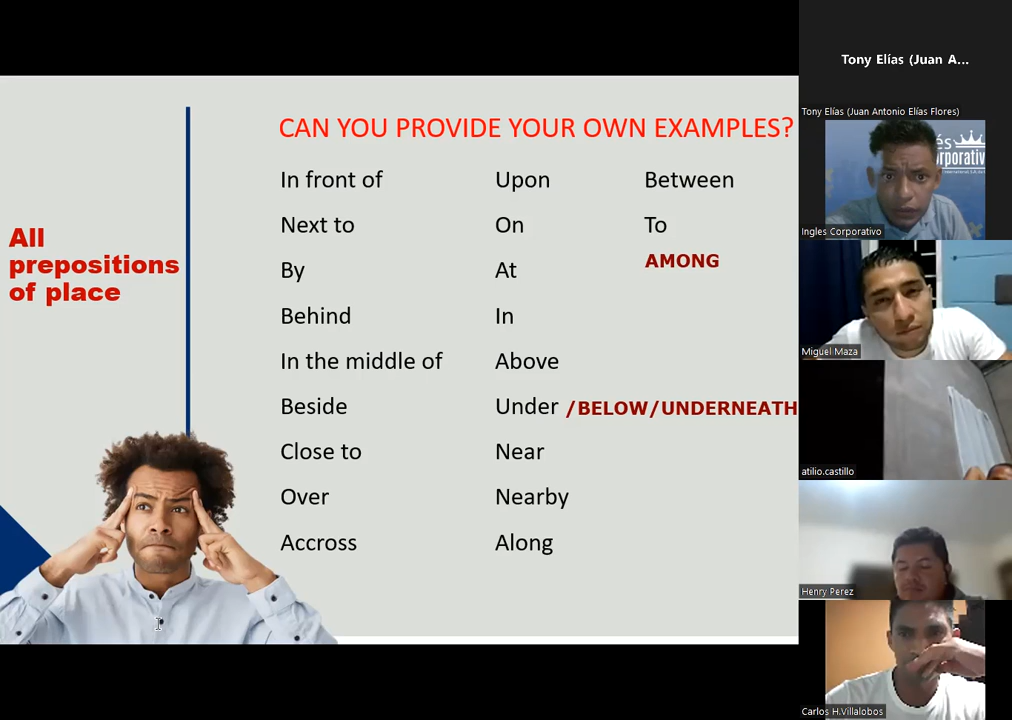 CAN YOU PROVIDE YOUR OWN EXAMPLES?
All
prepositions
of place
In front of
Next to
By
Behind
In the middle of
Beside
Close to
Over
Accross
Upon
On
At
In
Above
Under /BELOW/UNDERNEATH
Near
Nearby
Along
Between
To
AMONG
Tony Elías (Juan A...
Tony Elías (Juan Antonio Elías Flores)
és
rporativ
Ingles Corporativo
Miguel Maza
atilio.castillo
Henry Perez
Carlos H.Villalobos